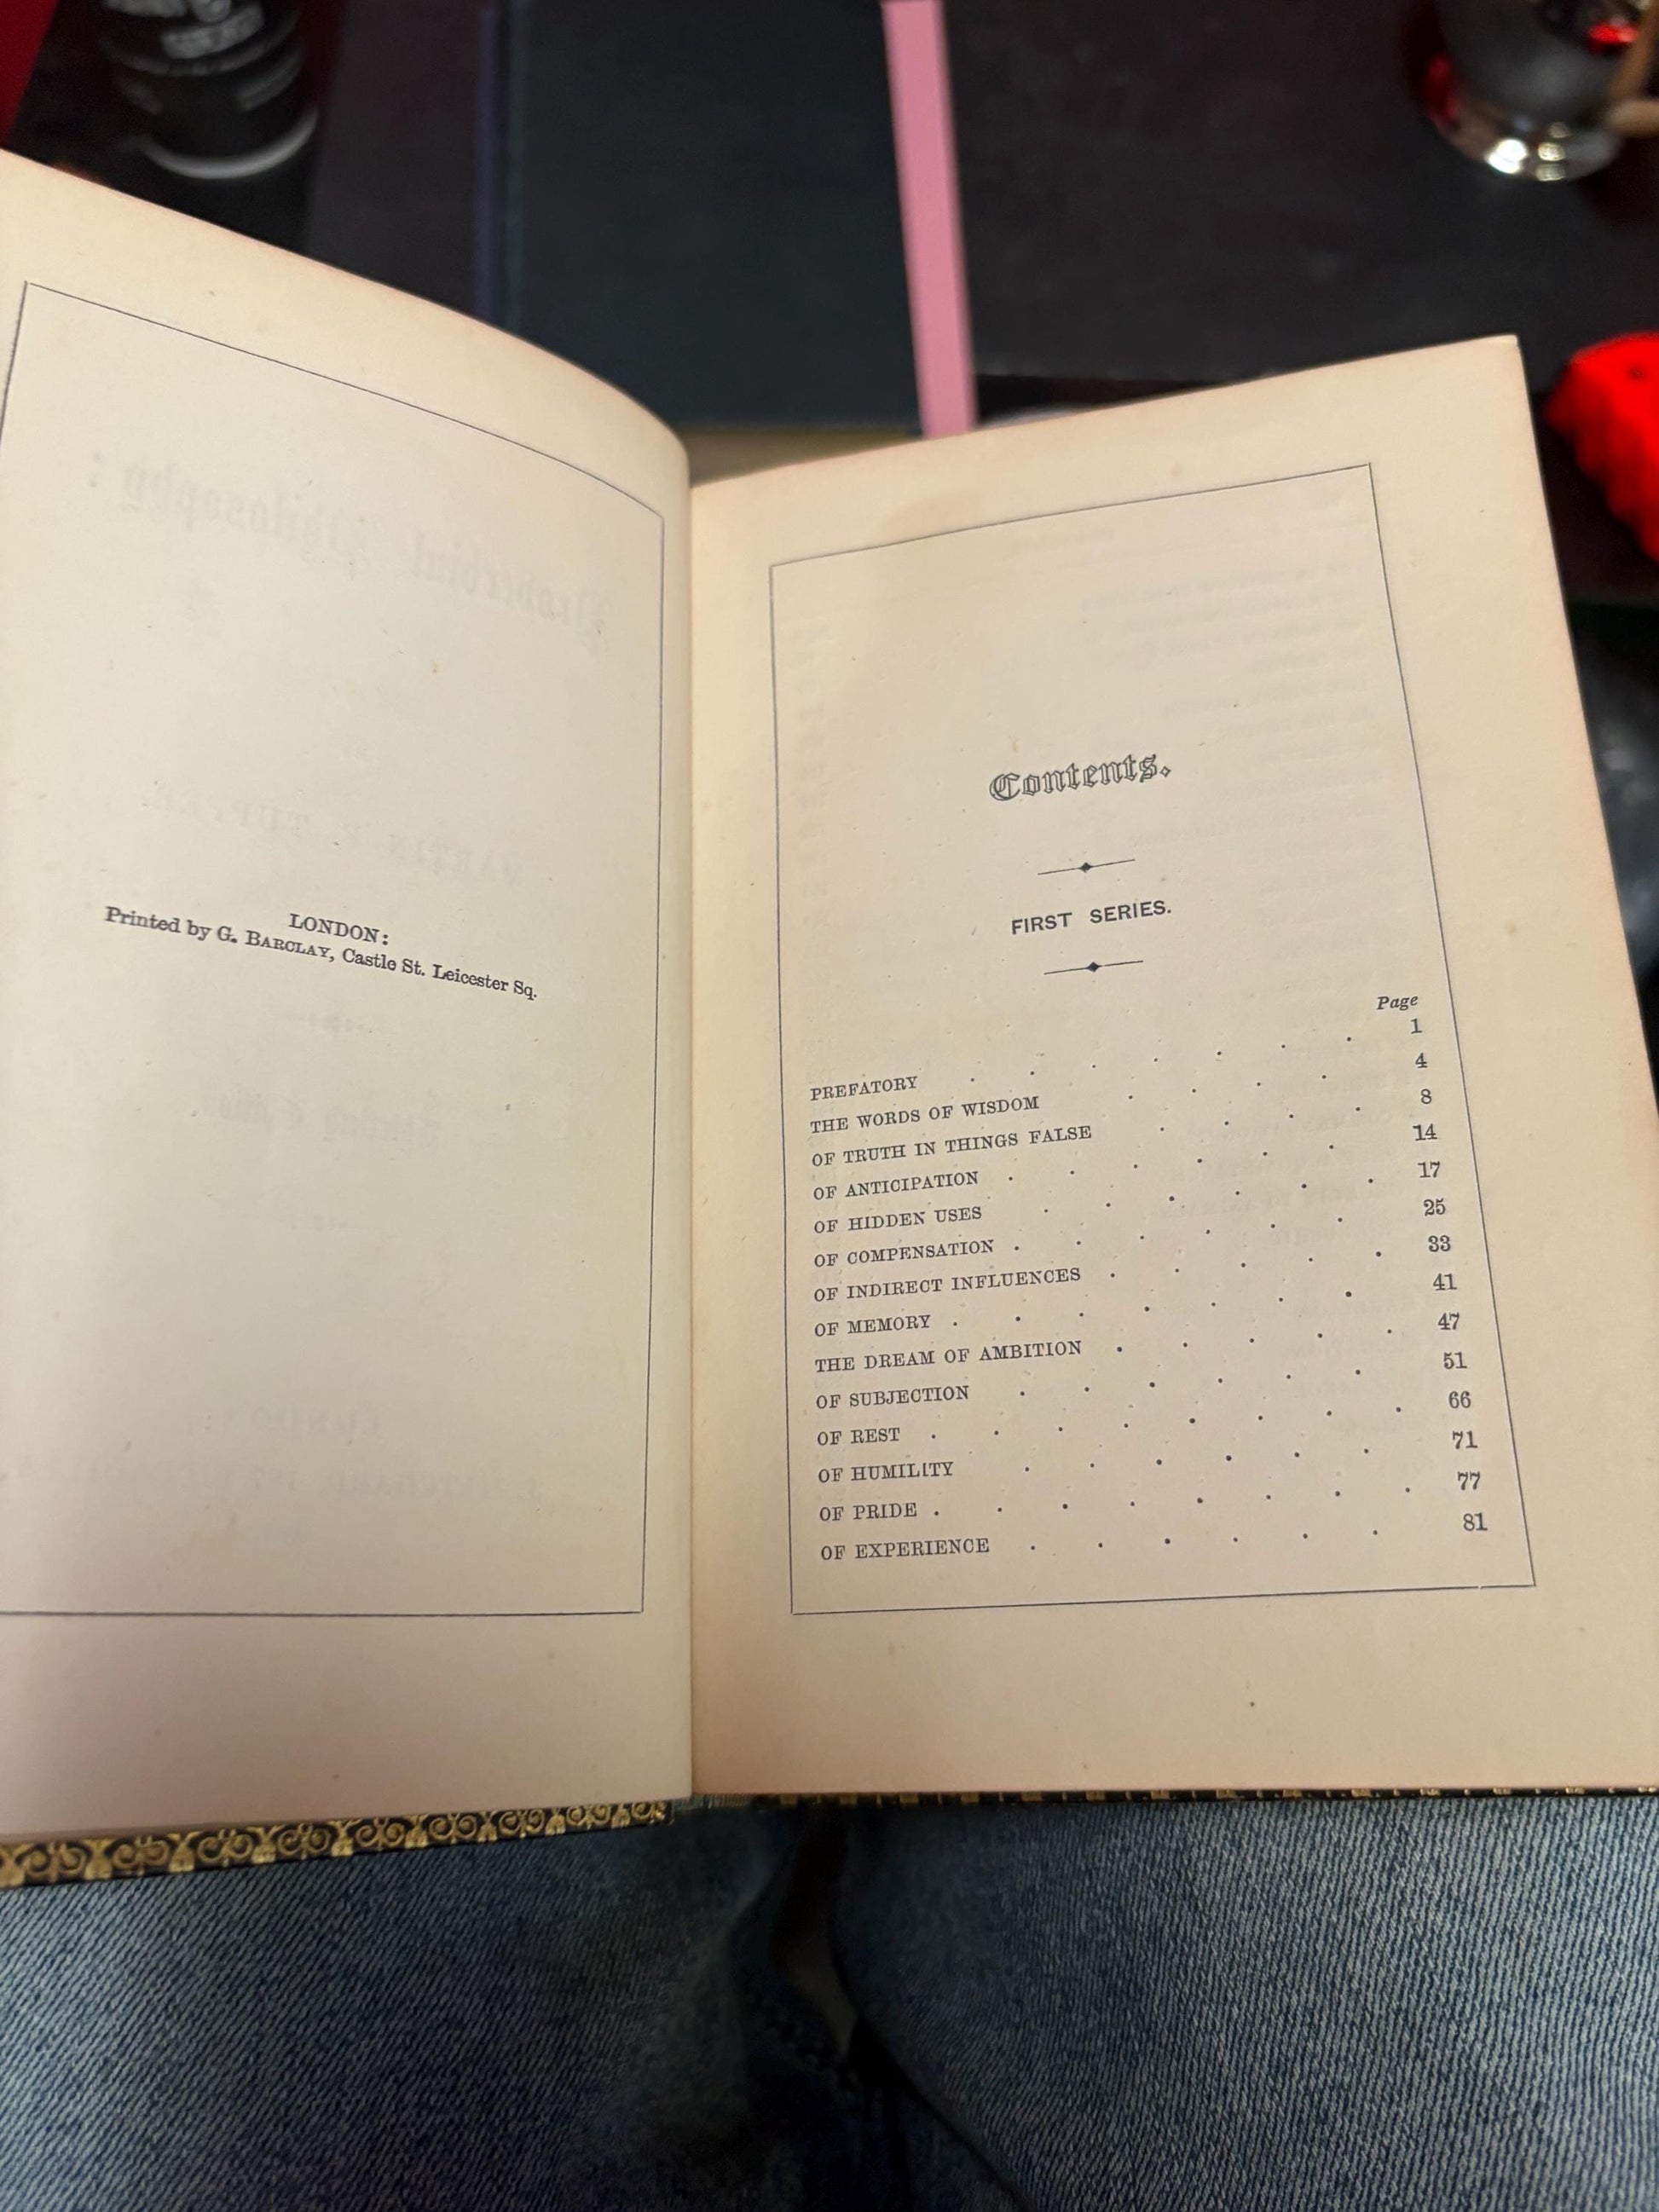 LONDON:
Printed by G. BARCLAY, Castle St. Leicester Sq.
Contents.
FIRST SERIES.
Page
PREFATORY . . . . . . . 1
THE WORDS OF WISDOM . . . . 4
OF TRUTH IN THINGS FALSE . . . . 8
OF ANTICIPATION . . . . . . 14
OF HIDDEN USES . . . . . . 17
OF COMPENSATION . . . . . . 25
OF INDIRECT INFLUENCES . . . . . 33
OF MEMORY . . . . . . . 41
THE DREAM OF AMBITION . . . . . 47
OF SUBJECTION . . . . . . 51
OF REST . . . . . . . . 66
OF HUMILITY . . . . . . 71
OF PRIDE . . . . . . . . 77
OF EXPERIENCE . . . . . . 81